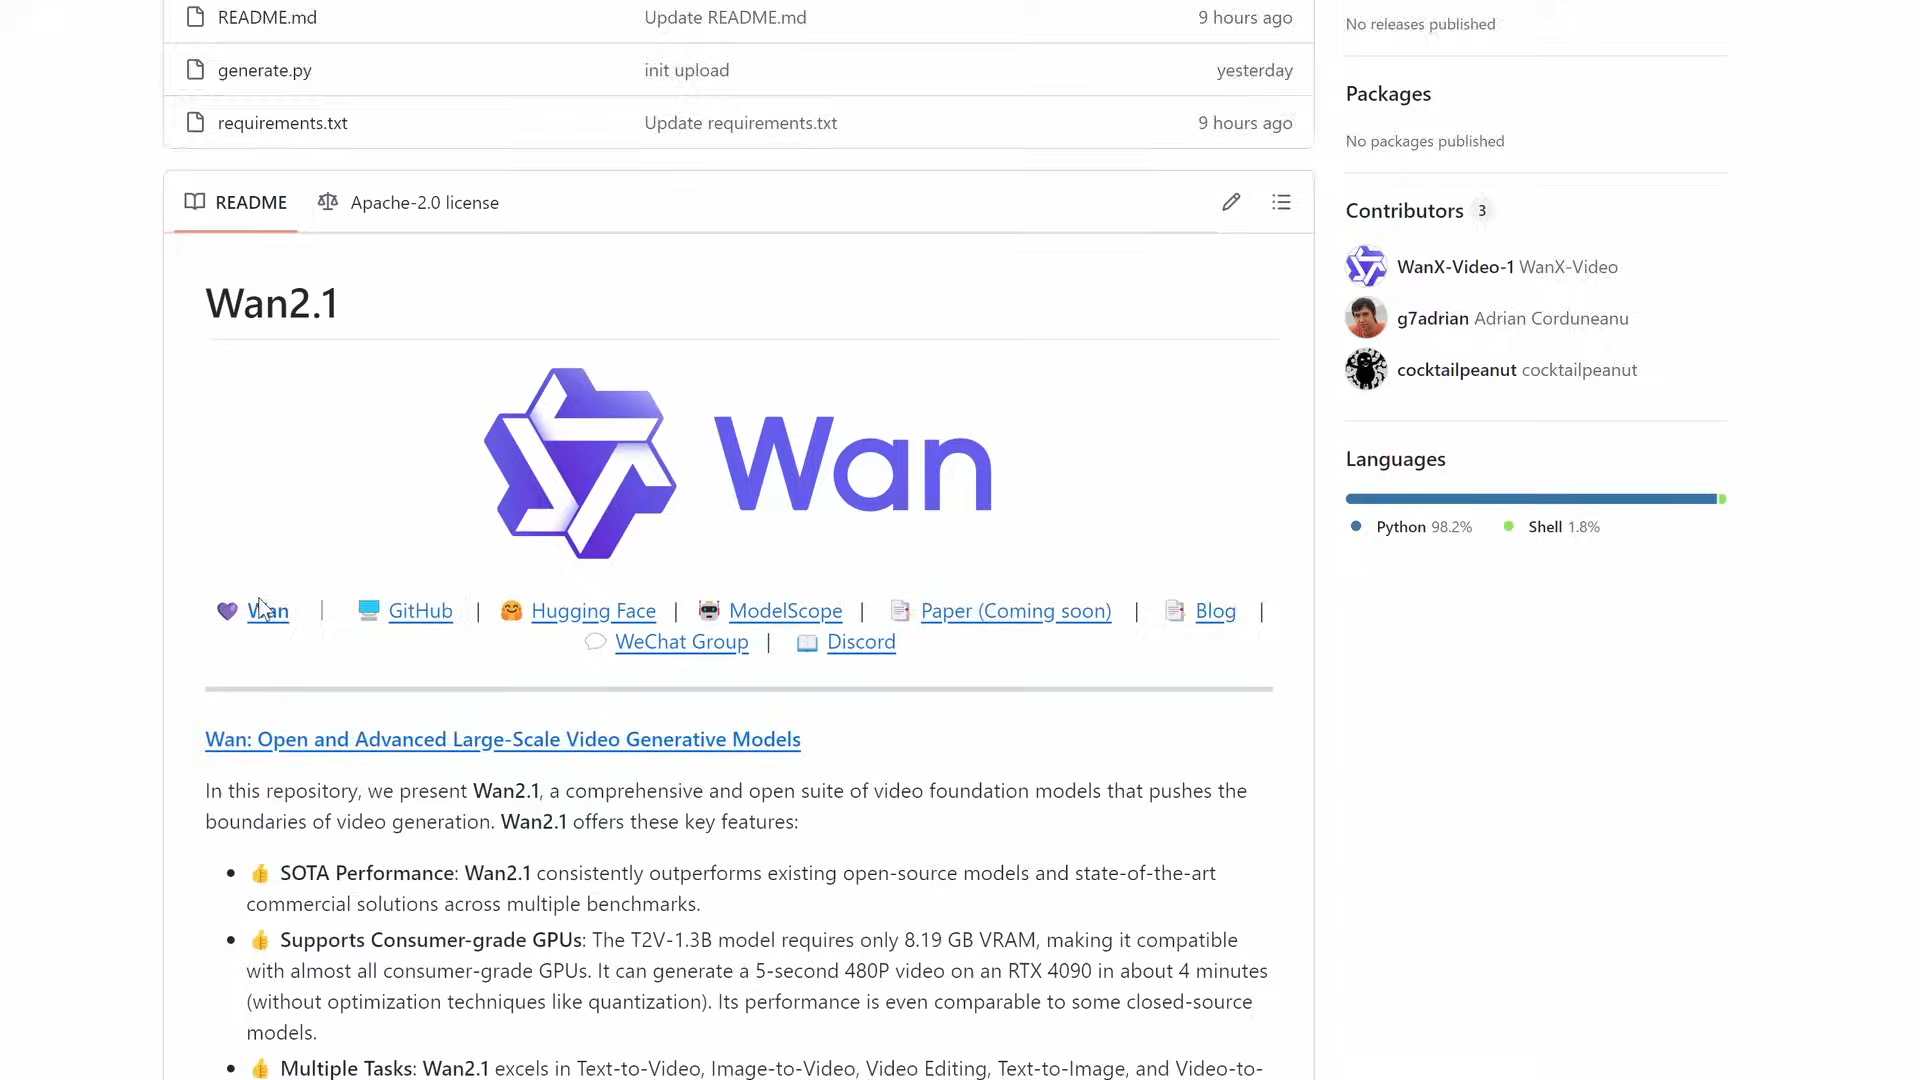 README.md Update README.md 9 hours ago
generate.py init upload yesterday
requirements.txt Update requirements.txt 9 hours ago
README Apache-2.0 license
Wan2.1
Wan
Wan | GitHub | Hugging Face | ModelScope | Paper (Coming soon) | Blog |
WeChat Group | Discord
Wan: Open and Advanced Large-Scale Video Generative Models
In this repository, we present Wan2.1, a comprehensive and open suite of video foundation models that pushes the
boundaries of video generation. Wan2.1 offers these key features:
• 👍 SOTA Performance: Wan2.1 consistently outperforms existing open-source models and state-of-the-art
commercial solutions across multiple benchmarks.
• 👍 Supports Consumer-grade GPUs: The T2V-1.3B model requires only 8.19 GB VRAM, making it compatible
with almost all consumer-grade GPUs. It can generate a 5-second 480P video on an RTX 4090 in about 4 minutes
(without optimization techniques like quantization). Its performance is even comparable to some closed-source
models.
• 👍 Multiple Tasks: Wan2.1 excels in Text-to-Video, Image-to-Video, Video Editing, Text-to-Image, and Video-to-
No releases published
Packages
No packages published
Contributors 3
WanX-Video-1 WanX-Video
g7adrian Adrian Corduneanu
cocktailpeanut cocktailpeanut
Languages
Python 98.2% Shell 1.8%